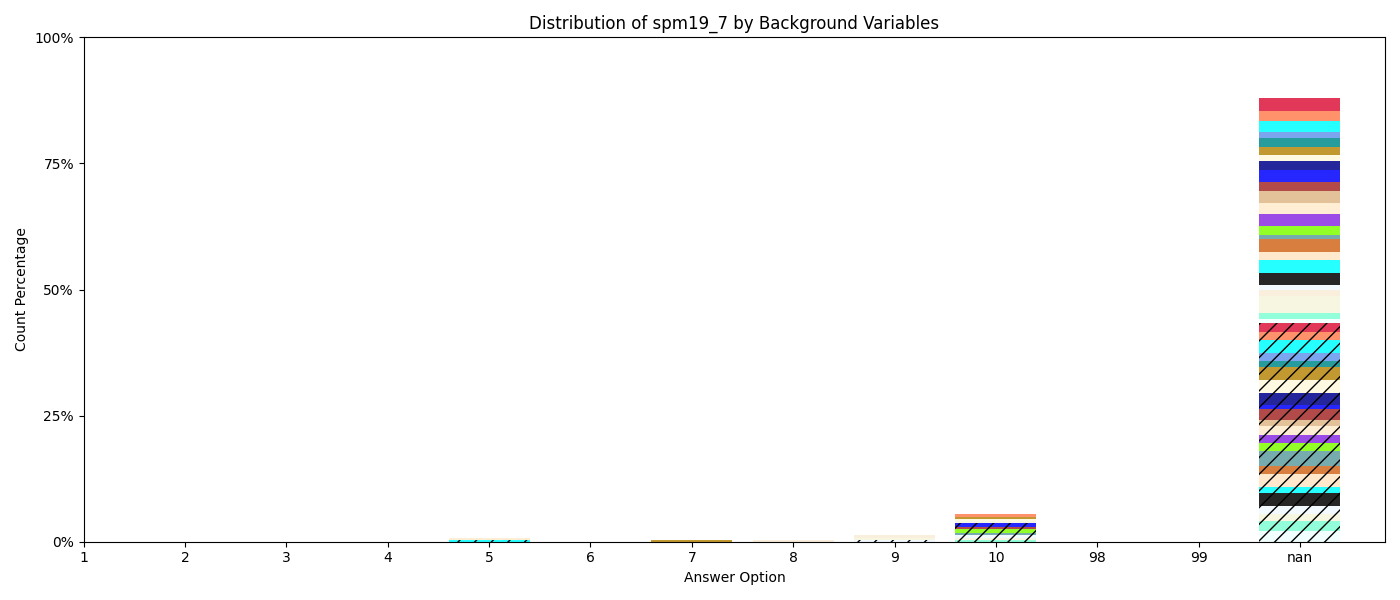 Distribution of spm19_7 by Background Variables
100%
75%
50%
25%
0%
Count Percentage
1 2 3 4 5 6 7 8 9 10 98 99 nan
Answer Option